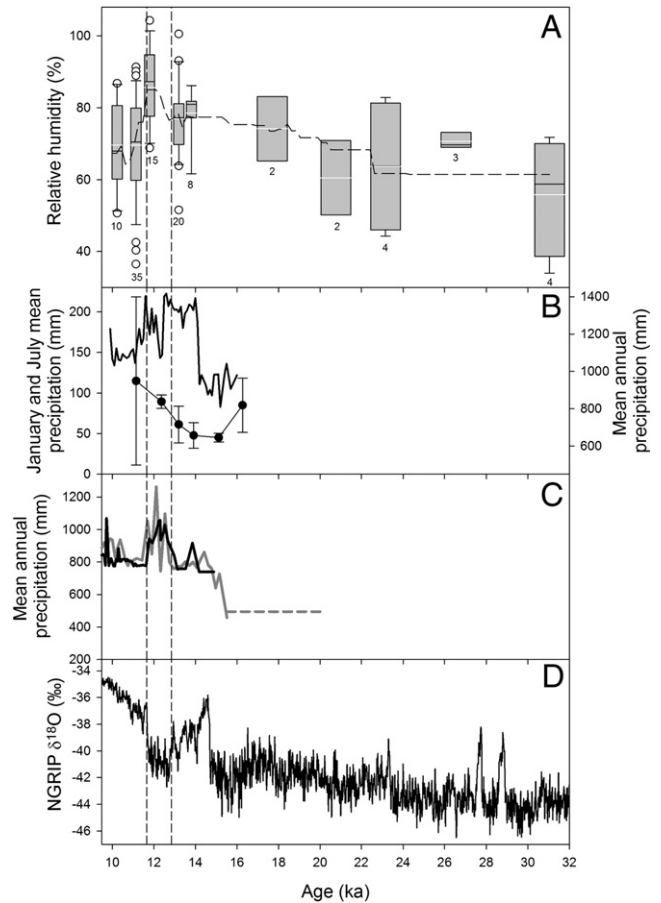 A
Relative humidity (%)
100
80
60
40
10
35
15
20
8
2
2
4
3
4
B
January and July mean
precipitation (mm)
200
150
100
50
0
Mean annual
precipitation (mm)
1400
1200
1000
800
600
C
Mean annual
precipitation (mm)
1200
1000
800
600
400
200
D
NGRIP δ18O (‰)
-34
-36
-38
-40
-42
-44
-46
10 12 14 16 18 20 22 24 26 28 30 32
Age (ka)